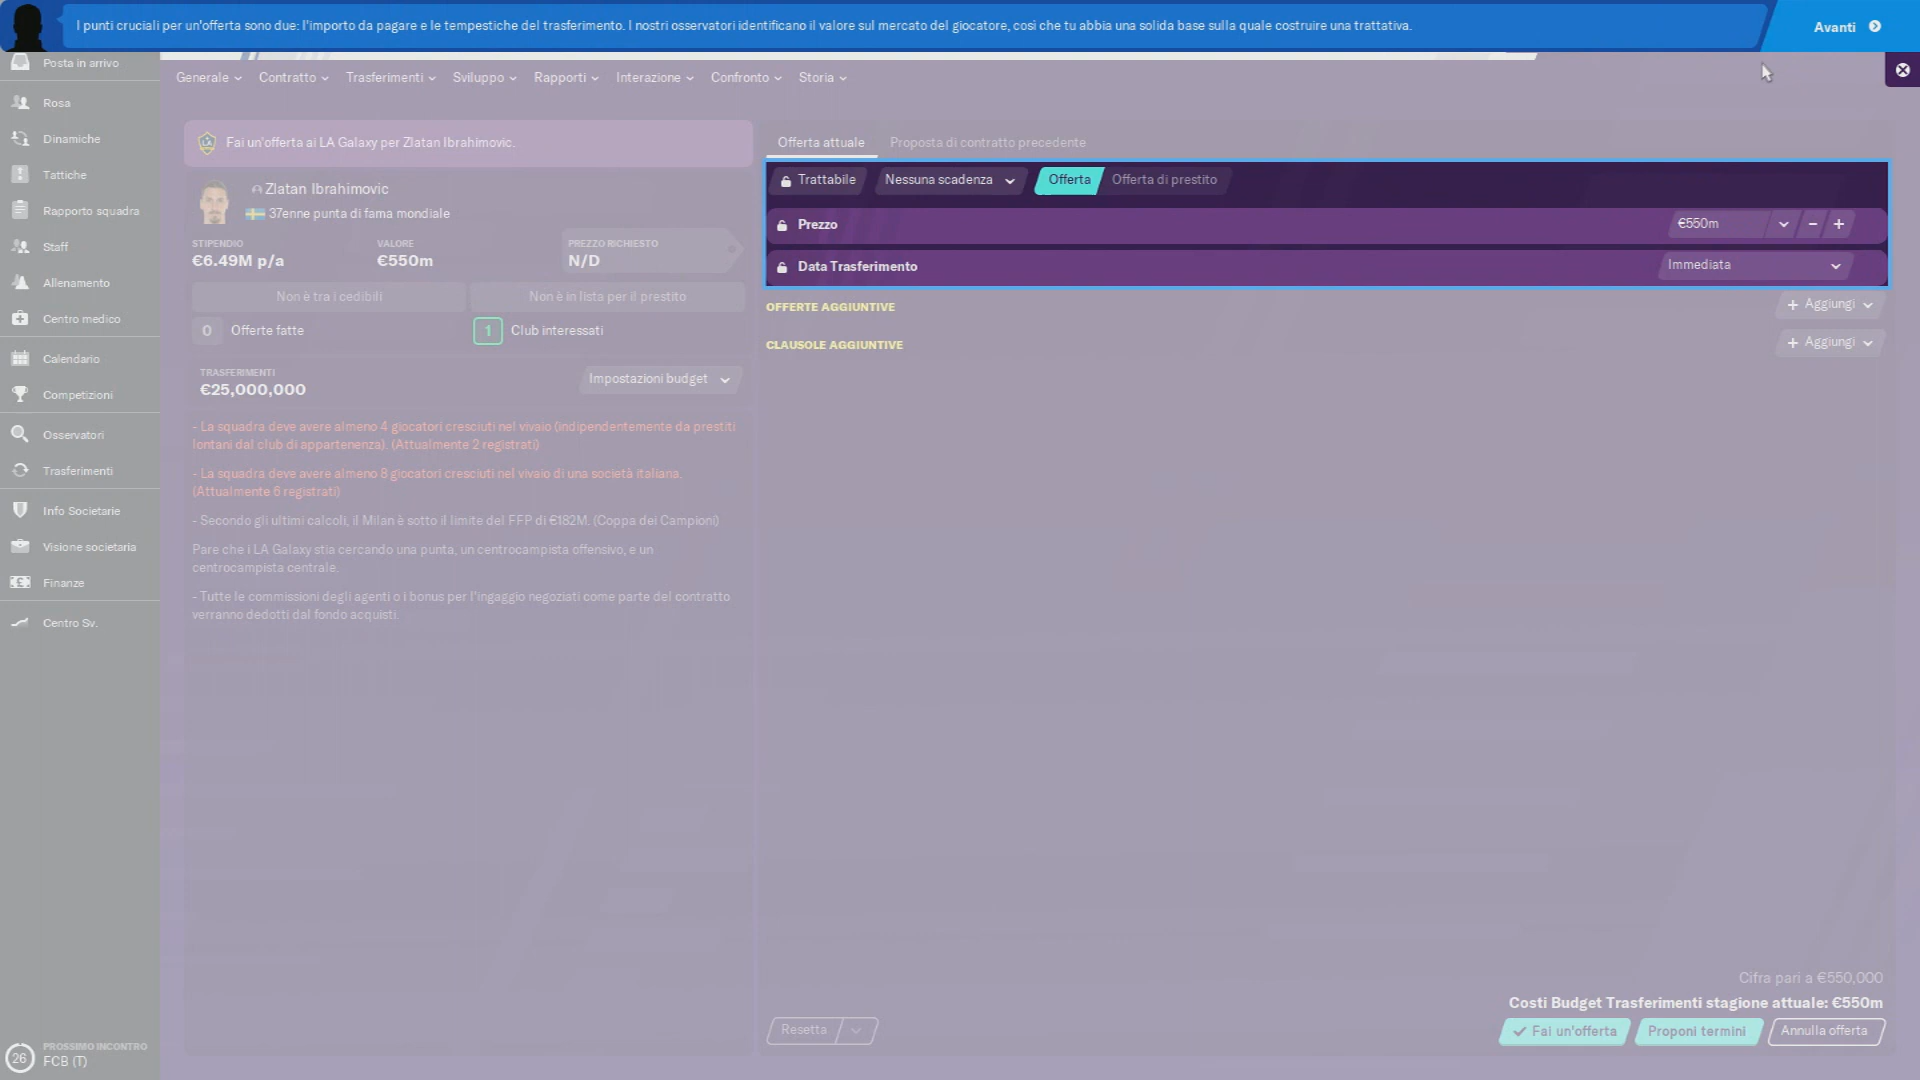 I punti cruciali per un'offerta sono due: l'importo da pagare e le tempestiche del trasferimento. I nostri osservatori identificano il valore sul mercato del giocatore, così che tu abbia una solida base sulla quale costruire una trattativa.
Avanti
Posta in arrivo
Rosa
Dinamiche
Tattiche
Rapporto squadra
Staff
Allenamento
Centro medico
Calendario
Competizioni
Osservatori
Trasferimenti
Info Societarie
Visione societaria
Finanze
Centro Sv.
26
PROSSIMO INCONTRO
FCB (T)
Generale Contratto Trasferimenti Sviluppo Rapporti Interazione Confronto Storia
Fai un'offerta ai LA Galaxy per Zlatan Ibrahimovic.
Zlatan Ibrahimovic
37enne punta di fama mondiale
STIPENDIO VALORE PREZZO RICHIESTO
€6.49M p/a €550m N/D
Non è tra i cedibili Non è in lista per il prestito
0 Offerte fatte 1 Club interessati
TRASFERIMENTI
€25,000,000 Impostazioni budget
- La squadra deve avere almeno 4 giocatori cresciuti nel vivaio (indipendentemente da prestiti
lontani dal club di appartenenza). (Attualmente 2 registrati)
- La squadra deve avere almeno 8 giocatori cresciuti nel vivaio di una società italiana.
(Attualmente 6 registrati)
- Secondo gli ultimi calcoli, il Milan è sotto il limite del FFP di €182M. (Coppa dei Campioni)
Pare che i LA Galaxy stia cercando una punta, un centrocampista offensivo, e un
centrocampista centrale.
- Tutte le commissioni degli agenti o i bonus per l'ingaggio negoziati come parte del contratto
verranno dedotti dal fondo acquisti.
Offerta attuale Proposta di contratto precedente
Trattabile Nessuna scadenza Offerta Offerta di prestito
Prezzo €550m - +
Data Trasferimento Immediata
OFFERTE AGGIUNTIVE + Aggiungi
CLAUSOLE AGGIUNTIVE + Aggiungi
Cifra pari a €550,000
Costi Budget Trasferimenti stagione attuale: €550m
Resetta Fai un'offerta Proponi termini Annulla offerta